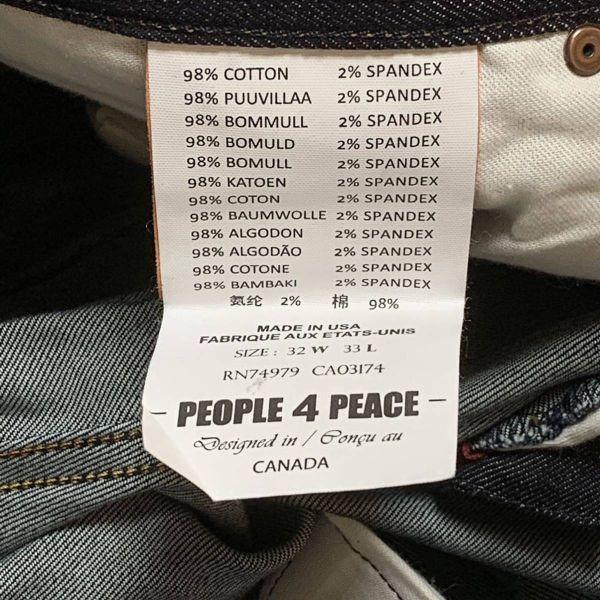 98% COTTON 2% SPANDEX
98% PUUVILLAA 2% SPANDEX
98% BOMMULL 2% SPANDEX
98% BOMULD 2% SPANDEX
98% BOMULL 2% SPANDEX
98% KATOEN 2% SPANDEX
98% COTON 2% SPANDEX
98% BAUMWOLLE 2% SPANDEX
98% ALGODON 2% SPANDEX
98% ALGODÃO 2% SPANDEX
98% COTONE 2% SPANDEX
98% BAMBAKI 2% SPANDEX
氨纶 2% 棉 98%
MADE IN USA
FABRIQUE AUX ETATS-UNIS
SIZE : 32 W 33 L
RN74979 CA03174
- PEOPLE 4 PEACE -
Designed in / Conçu au
CANADA